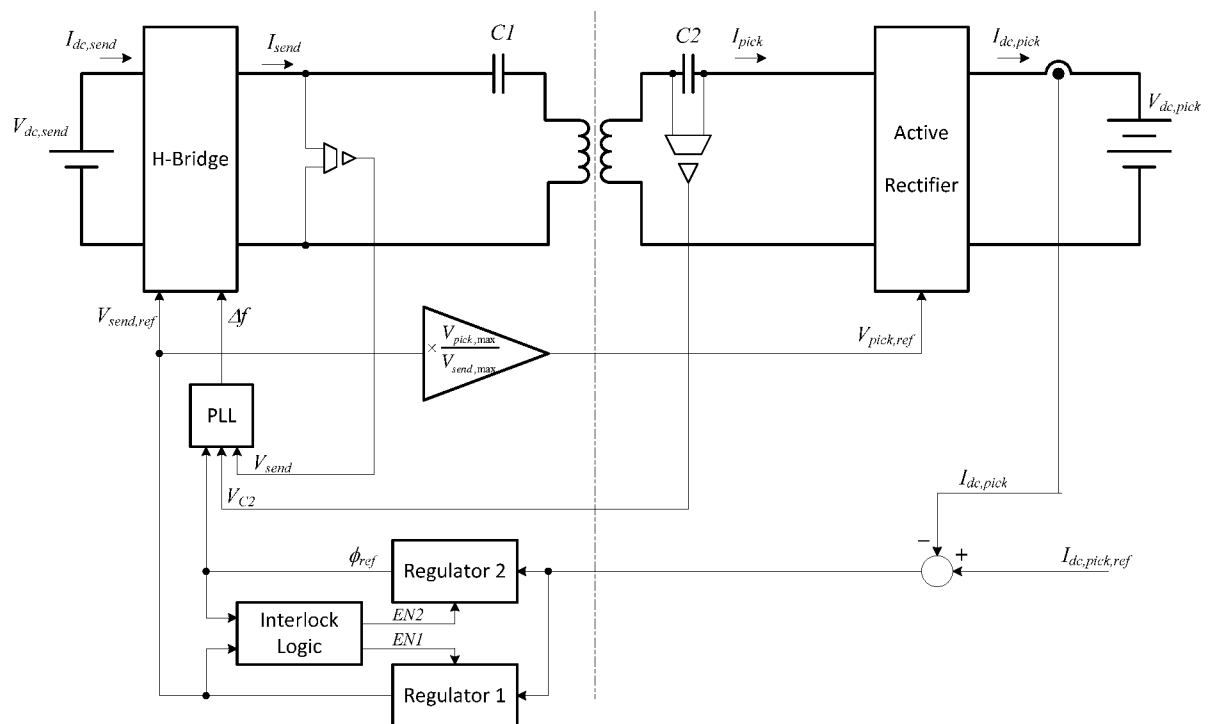 I_dc,send
I_send
C1
C2
I_pick
I_dc,pick
V_dc,send
H-Bridge
Active
Rectifier
V_dc,pick
V_send,ref
Δf
× V_pick,max / V_send,max
V_pick,ref
PLL
V_send
V_C2
I_dc,pick
−
+
ϕ_ref
Regulator 2
I_dc,pick,ref
Interlock
Logic
EN2
EN1
Regulator 1